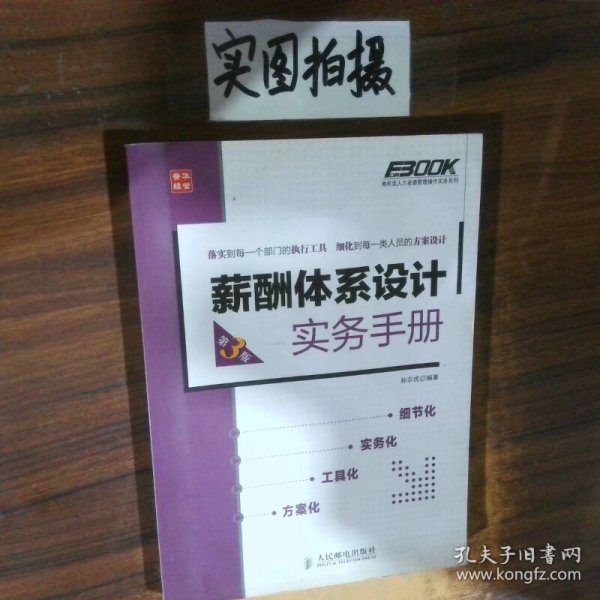 实图拍摄
普华
经管
FOR BOOK
弗布克人力资源管理操作实务系列
落实到每一个部门的执行工具 细化到每一类人员的方案设计
薪酬体系设计
实务手册
第3版
孙宗虎◎编著
细节化
实务化
工具化
方案化
人民邮电出版社
POSTS & TELECOM PRESS
孔夫子旧书网
www.kongfz.com